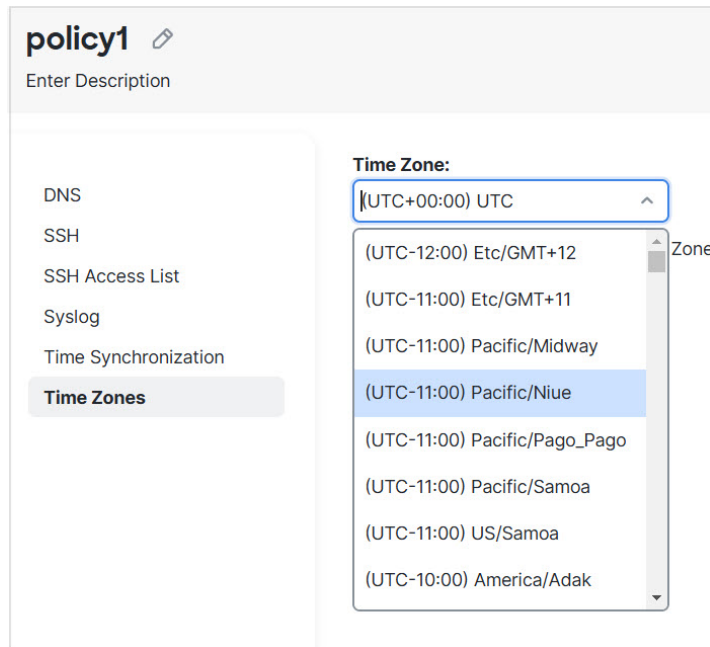 policy1
Enter Description
DNS
SSH
SSH Access List
Syslog
Time Synchronization
Time Zones
Time Zone:
(UTC+00:00) UTC
Zone
(UTC-12:00) Etc/GMT+12
(UTC-11:00) Etc/GMT+11
(UTC-11:00) Pacific/Midway
(UTC-11:00) Pacific/Niue
(UTC-11:00) Pacific/Pago_Pago
(UTC-11:00) Pacific/Samoa
(UTC-11:00) US/Samoa
(UTC-10:00) America/Adak